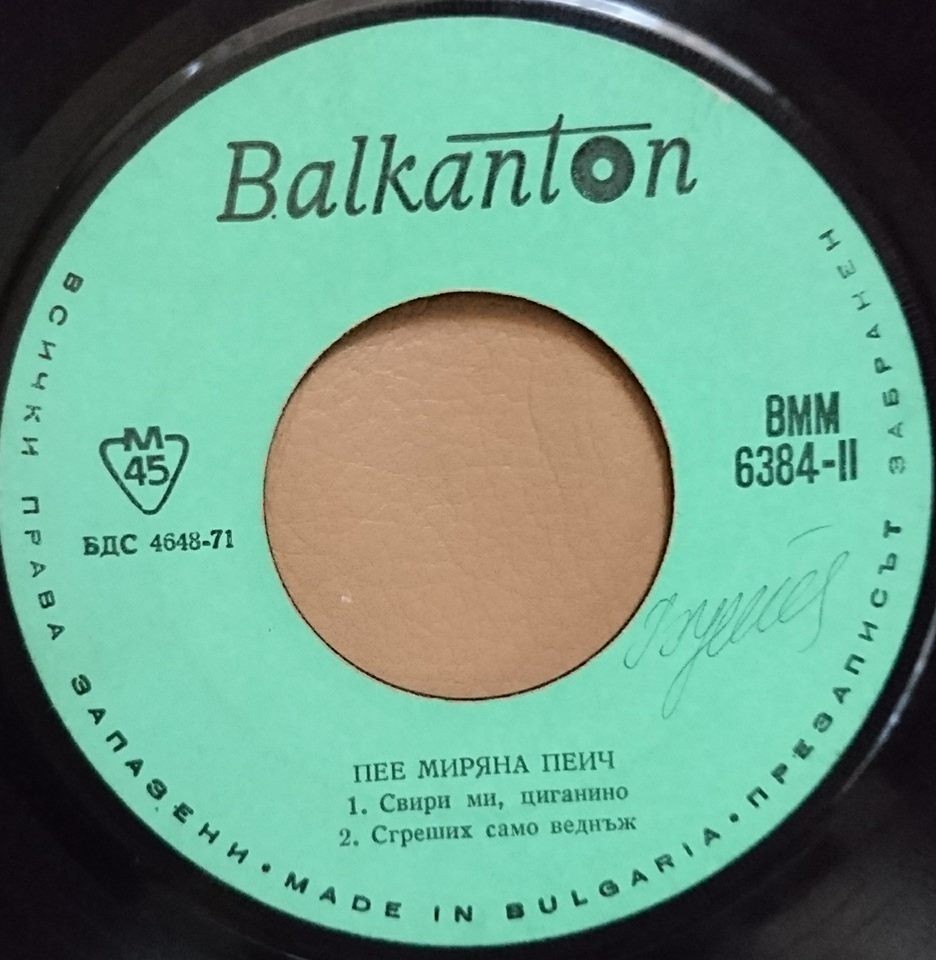 Balkanton
М
45
БДС 4648-71
ВММ
6384-II
ПЕЕ МИРЯНА ПЕИЧ
1. Свири ми, циганино
2. Сгреших само веднъж
ВСИЧКИ ПРАВА ЗАПАЗЕНИ • MADE IN BULGARIA • ПРЕЗАПИСЪТ ЗАБРАНЕН